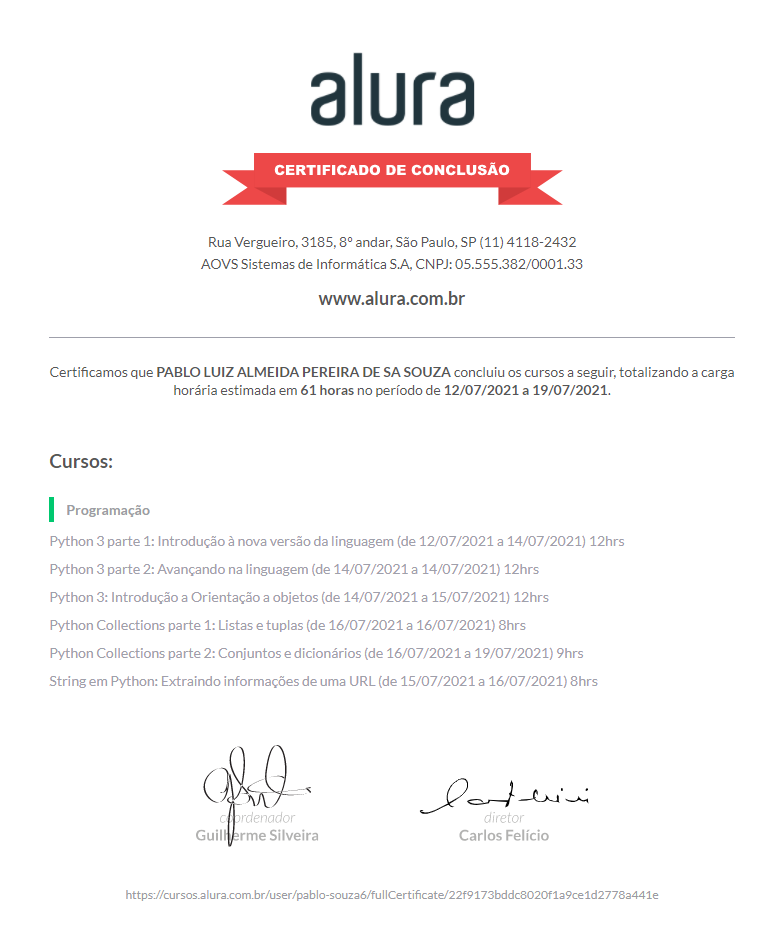 alura
CERTIFICADO DE CONCLUSÃO
Rua Vergueiro, 3185, 8º andar, São Paulo, SP (11) 4118-2432
AOVS Sistemas de Informática S.A, CNPJ: 05.555.382/0001.33
www.alura.com.br
Certificamos que PABLO LUIZ ALMEIDA PEREIRA DE SA SOUZA concluiu os cursos a seguir, totalizando a carga
horária estimada em 61 horas no período de 12/07/2021 a 19/07/2021.
Cursos:
Programação
Python 3 parte 1: Introdução à nova versão da linguagem (de 12/07/2021 a 14/07/2021) 12hrs
Python 3 parte 2: Avançando na linguagem (de 14/07/2021 a 14/07/2021) 12hrs
Python 3: Introdução a Orientação a objetos (de 14/07/2021 a 15/07/2021) 12hrs
Python Collections parte 1: Listas e tuplas (de 16/07/2021 a 16/07/2021) 8hrs
Python Collections parte 2: Conjuntos e dicionários (de 16/07/2021 a 19/07/2021) 9hrs
String em Python: Extraindo informações de uma URL (de 15/07/2021 a 16/07/2021) 8hrs
coordenador
Guilherme Silveira
diretor
Carlos Felício
https://cursos.alura.com.br/user/pablo-souza6/fullCertificate/22f9173bddc8020f1a9ce1d2778a441e